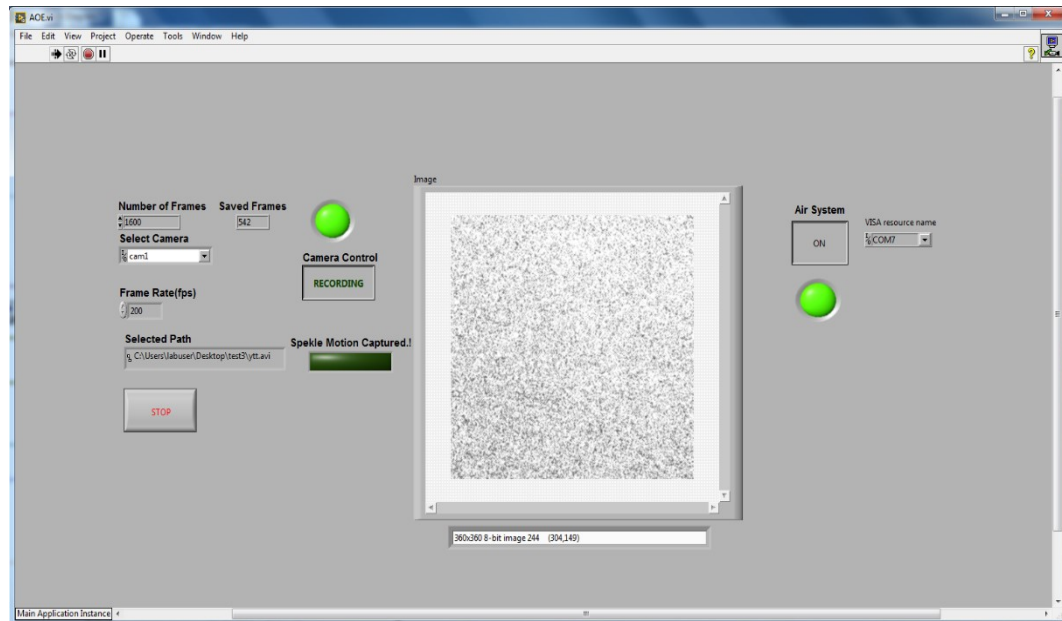 AOE.vi
File Edit View Project Operate Tools Window Help
Image
Number of Frames Saved Frames
1600 542
Select Camera
cam1
Camera Control
RECORDING
Frame Rate(fps)
200
Selected Path
C:\Users\labuser\Desktop\test3\ytt.avi
Spekle Motion Captured.!
STOP
Air System
ON
VISA resource name
COM7
360x360 8-bit image 244 (304,149)
Main Application Instance